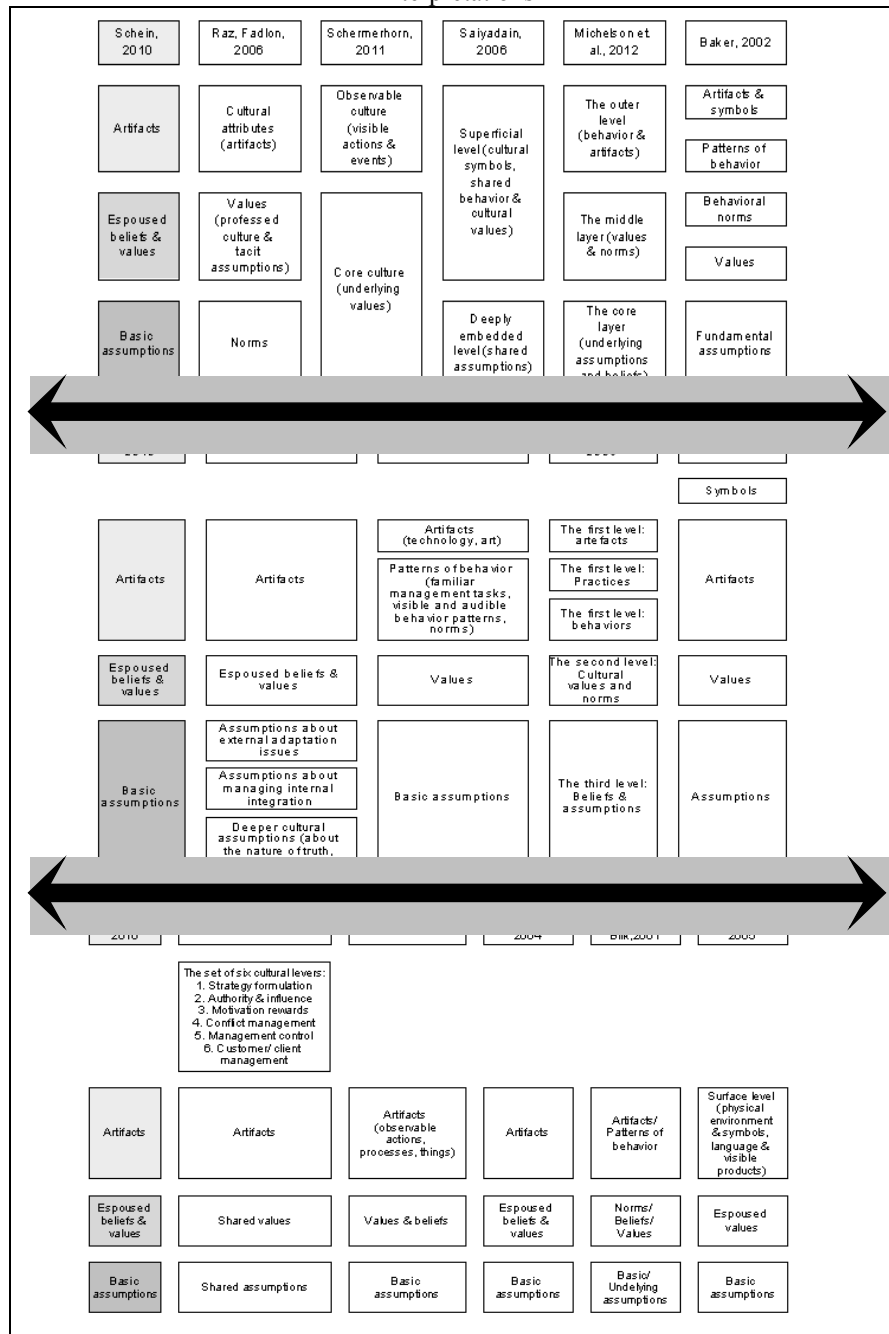 nterpretations
Schein,
2010
Raz, Fadlon,
2006
Schermerhorn,
2011
Saiyadain,
2006
Michelson et.
al., 2012
Baker, 2002
Artifacts
Cultural
attributes
(artifacts)
Observable
culture
(visible
actions &
events)
Superficial
level (cultural
symbols,
shared
behavior &
cultural
values)
The outer
level
(behavior &
artifacts)
Artifacts &
symbols
Patterns of
behavior
Espoused
beliefs &
values
Values
(professed
culture &
tacit
assumptions)
Core culture
(underlying
values)
The middle
layer (values
& norms)
Behavioral
norms
Values
Basic
assumptions
Norms
Deeply
embedded
level (shared
assumptions)
The core
layer
(underlying
assumptions
and beliefs)
Fundamental
assumptions
Symbols
Artifacts
Artifacts
Artifacts
(technology, art)
Patterns of behavior
(familiar
management tasks,
visible and audible
behavior patterns,
norms)
The first level:
artefacts
The first level:
Practices
The first level:
behaviors
Artifacts
Espoused
beliefs &
values
Espoused beliefs &
values
Values
The second level:
Cultural
values and
norms
Values
Basic
assumptions
Assumptions about
external adaptation
issues
Assumptions about
managing internal
integration
Deeper cultural
assumptions (about
the nature of truth,
Basic assumptions
The third level:
Beliefs &
assumptions
Assumptions
2010
2004
2005
The set of six cultural levers:
1. Strategy formulation
2. Authority & influence
3. Motivation rewards
4. Conflict management
5. Management control
6. Customer/ client
management
Artifacts
Artifacts
Artifacts
(observable
actions,
processes, things)
Artifacts
Artifacts/
Patterns of
behavior
Surface level
(physical
environment
& symbols,
language &
visible
products)
Espoused
beliefs &
values
Shared values
Values & beliefs
Espoused
beliefs &
values
Norms/
Beliefs/
Values
Espoused
values
Basic
assumptions
Shared assumptions
Basic
assumptions
Basic
assumptions
Basic/
Undelying
assumptions
Basic
assumptions